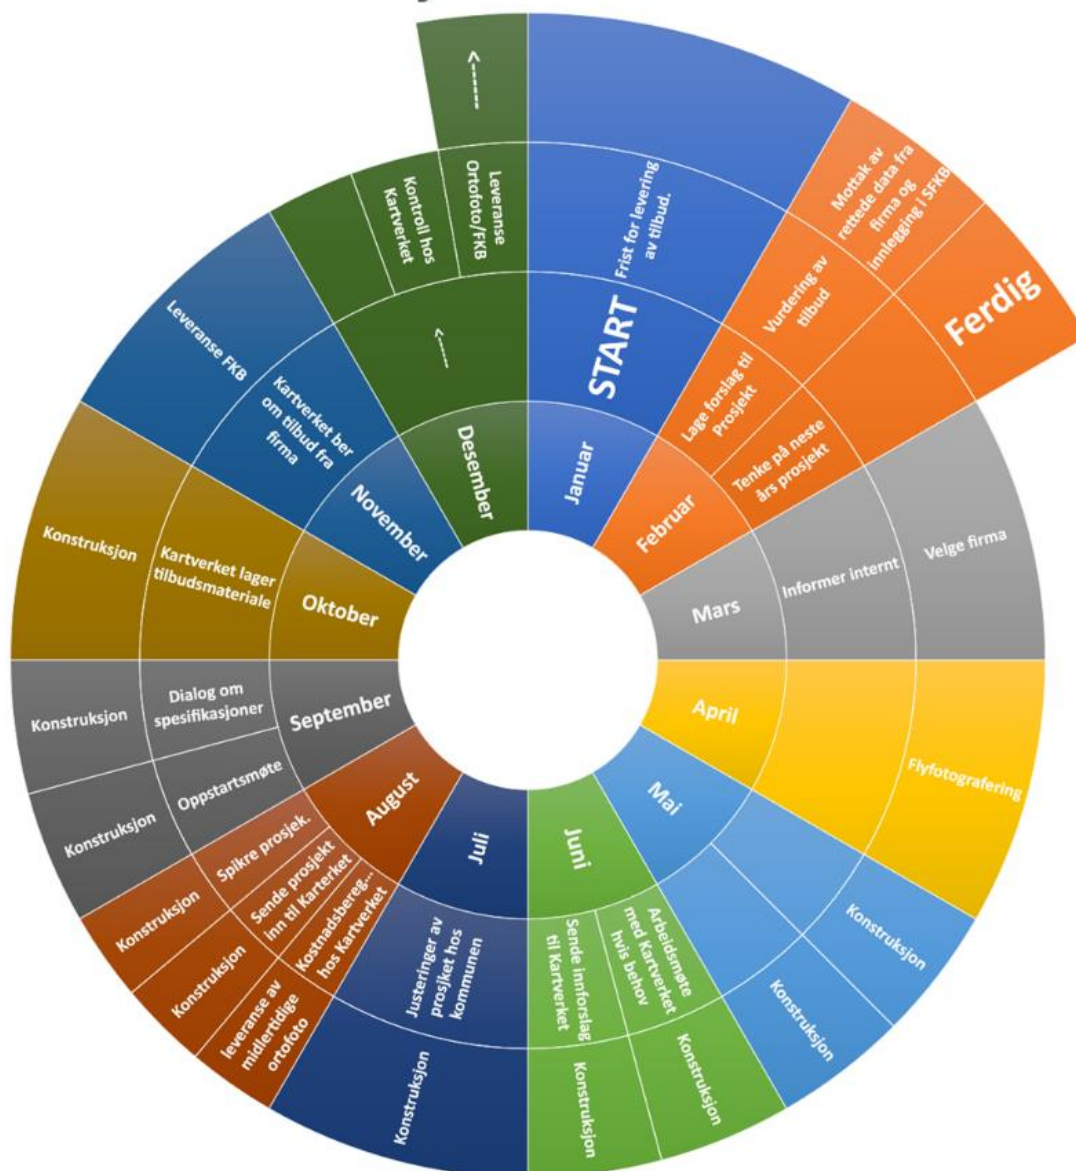 Januar
START
Frist for levering
av tilbud.
Februar
Lage forslag til
Prosjekt
Tenke på neste
års prosjekt
Vurdering av
tilbud
Mottak av
rettede data fra
firma og
innlegging i SFKB
Ferdig
Mars
Informer internt
Velge firma
April
Flyfotografering
Mai
Konstruksjon
Konstruksjon
Juni
Arbeidsmøte
med Kartverket
hvis behov
Konstruksjon
Sende innforslag
til Kartverket
Konstruksjon
Juli
Justeringer av
prosjket hos
kommunen
Konstruksjon
August
Kostnadsbereg...
hos Kartverket
leveranse av
midlertidige
ortofoto
Sende prosjekt
inn til Karterket
Konstruksjon
Spikre prosjek.
Konstruksjon
September
Oppstartsmøte
Konstruksjon
Dialog om
spesifikasjoner
Konstruksjon
Oktober
Kartverket lager
tilbudsmateriale
Konstruksjon
November
Kartverket ber
om tilbud fra
firma
Leveranse FKB
Desember
<-----
Kontroll hos
Kartverket
Leveranse
Ortofoto/FKB
<------